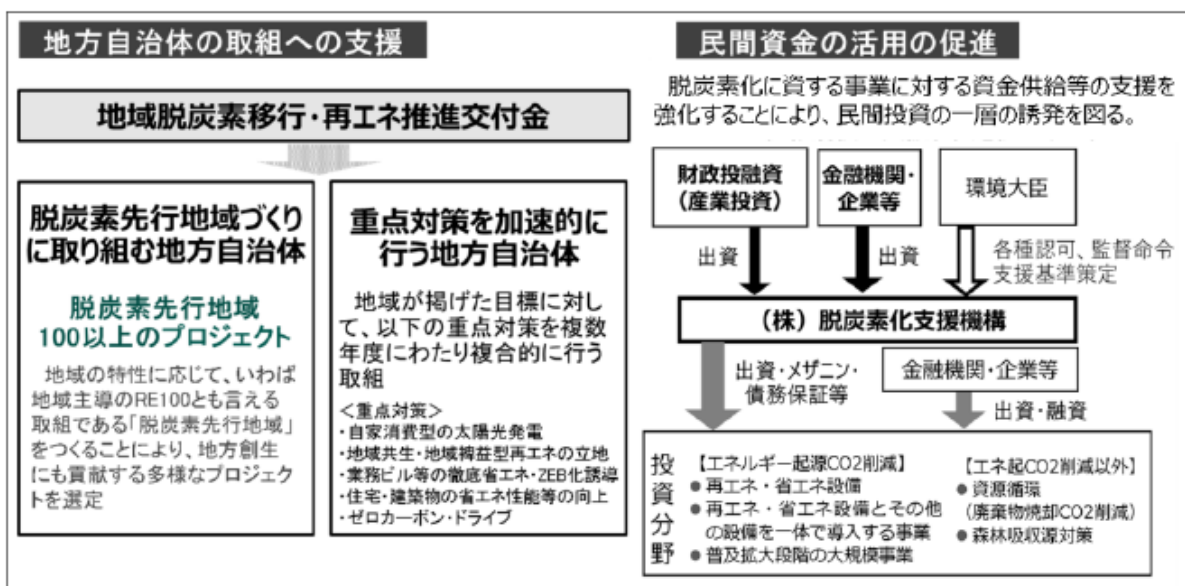 地方自治体の取組への支援
地域脱炭素移行・再エネ推進交付金
脱炭素先行地域づくり
に取り組む地方自治体
脱炭素先行地域
100以上のプロジェクト
地域の特性に応じて、いわば
地域主導のRE100とも言える
取組である「脱炭素先行地域」
をつくることにより、地方創生
にも貢献する多様なプロジェク
トを選定
重点対策を加速的に
行う地方自治体
地域が掲げた目標に対し
て、以下の重点対策を複数
年度にわたり複合的に行う
取組
<重点対策>
・自家消費型の太陽光発電
・地域共生・地域裨益型再エネの立地
・業務ビル等の徹底省エネ・ZEB化誘導
・住宅・建築物の省エネ性能等の向上
・ゼロカーボン・ドライブ
民間資金の活用の促進
脱炭素化に資する事業に対する資金供給等の支援を
強化することにより、民間投資の一層の誘発を図る。
財政投融資
(産業投資)
金融機関・
企業等
環境大臣
出資
出資
各種認可、監督命令
支援基準策定
(株)脱炭素化支援機構
出資・メザニン・
債務保証等
金融機関・企業等
出資・融資
投資分野
【エネルギー起源CO2削減】
●再エネ・省エネ設備
●再エネ・省エネ設備とその他
の設備を一体で導入する事業
●普及拡大段階の大規模事業
【エネ起CO2削減以外】
●資源循環
(廃棄物焼却CO2削減)
●森林吸収源対策